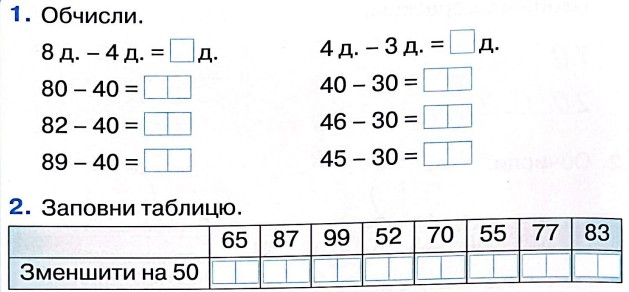 1. Обчисли.
8 д. – 4 д. = д.
80 – 40 =
82 – 40 =
89 – 40 =
4 д. – 3 д. = д.
40 – 30 =
46 – 30 =
45 – 30 =
2. Заповни таблицю.
65 87 99 52 70 55 77 83
Зменшити на 50